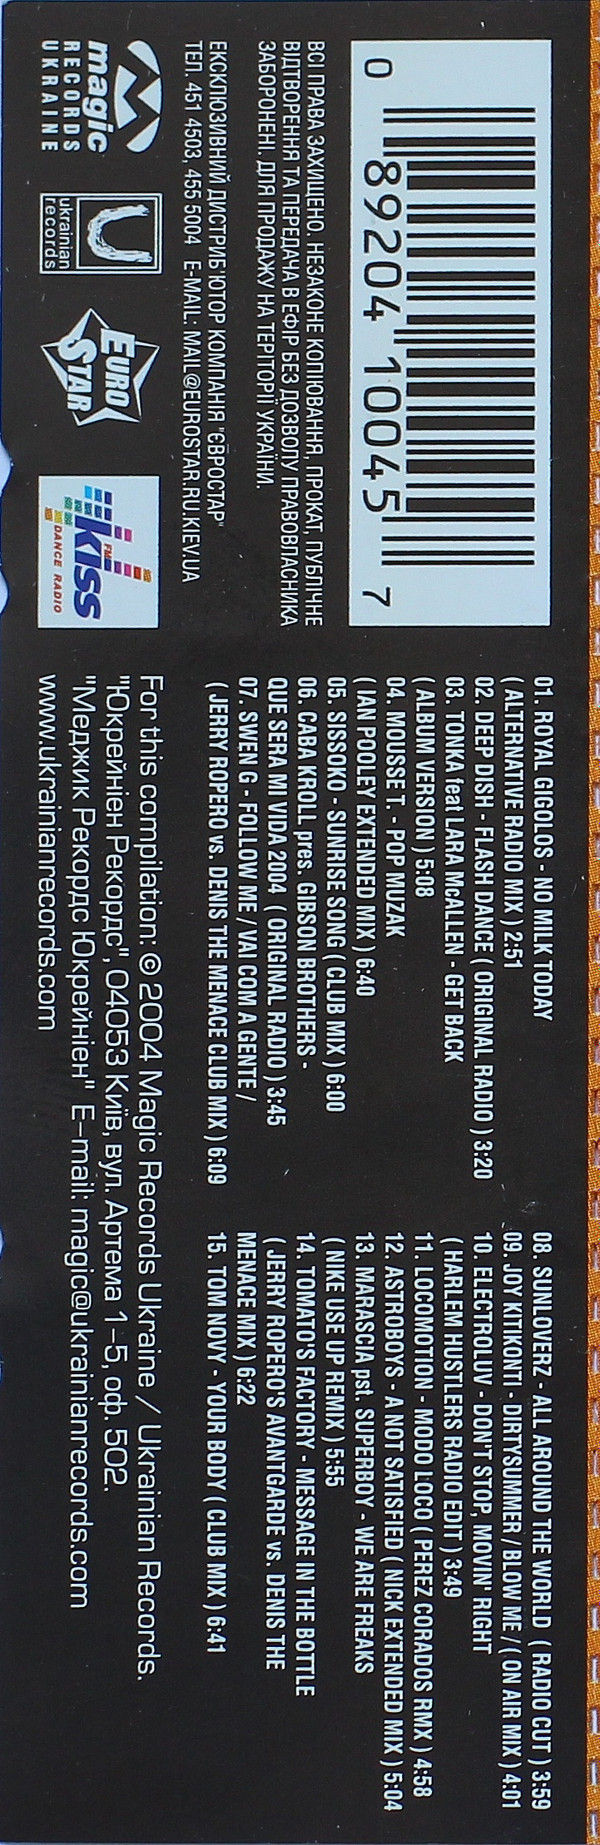 0 89204 10045 7
ВСІ ПРАВА ЗАХИЩЕНО. НЕЗАКОНЕ КОПІЮВАННЯ, ПРОКАТ, ПУБЛІЧНЕ
ВІДТВОРЕННЯ ТА ПЕРЕДАЧА В ЕФІР БЕЗ ДОЗВОЛУ ПРАВОВЛАСНИКА
ЗАБОРОНЕНІ. ДЛЯ ПРОДАЖУ НА ТЕРІТОРІЇ УКРАЇНИ.
ЕКСКЛЮЗИВНИЙ ДИСТРИБ'ЮТОР КОМПАНІЯ "ЄВРОСТАР"
ТЕЛ. 451 4503, 455 5004 E-MAIL: MAIL@EUROSTAR.RU.KIEV.UA
magic
RECORDS
UKRAINE
ukrainian
records
EURO
STAR
kiss
FM
DANCE RADIO
01. ROYAL GIGOLOS - NO MILK TODAY
( ALTERNATIVE RADIO MIX ) 2:51
02. DEEP DISH - FLASH DANCE ( ORIGINAL RADIO ) 3:20
03. TONKA feat LARA McALLEN - GET BACK
( ALBUM VERSION ) 5:08
04. MOUSSE T. - POP MUZAK
( IAN POOLEY EXTENDED MIX ) 6:40
05. SISSOKO - SUNRISE SONG ( CLUB MIX ) 6:00
06. CABA KROLL pres. GIBSON BROTHERS -
QUE SERA MI VIDA 2004 ( ORIGINAL RADIO ) 3:45
07. SWEN G - FOLLOW ME / VAI COM A GENTE /
( JERRY ROPERO vs. DENIS THE MENACE CLUB MIX ) 6:09
08. SUNLOVERZ - ALL AROUND THE WORLD ( RADIO CUT ) 3:59
09. JOY KTIKONTI - DIRTYSUMMER / BLOW ME / ( ON AIR MIX ) 4:01
10. ELECTROLUV - DON'T STOP, MOVIN' RIGHT
( HARLEM HUSTLERS RADIO EDIT ) 3:49
11. LOCOMOTION - MODO LOCO ( PEREZ CORADOS RMX ) 4:58
12. ASTROBOYS - A NOT SATISFIED ( NICK EXTENDED MIX ) 5:04
13. MARASCIA pst. SUPERBOY - WE ARE FREAKS
( NIKE USE UP REMIX ) 5:55
14. TOMATO'S FACTORY - MESSAGE IN THE BOTTLE
( JERRY ROPERO'S AVANTGARDE vs. DENIS THE
MENACE MIX ) 6:22
15. TOM NOVY - YOUR BODY ( CLUB MIX ) 6:41
For this compilation: © 2004 Magic Records Ukraine / Ukrainian Records.
"Юкрейніен Рекордс", 04053 Київ, вул. Артема 1-5, оф. 502.
"Меджик Рекордс Юкрейніен" E-mail: magic@ukrainianrecords.com
www.ukrainianrecords.com